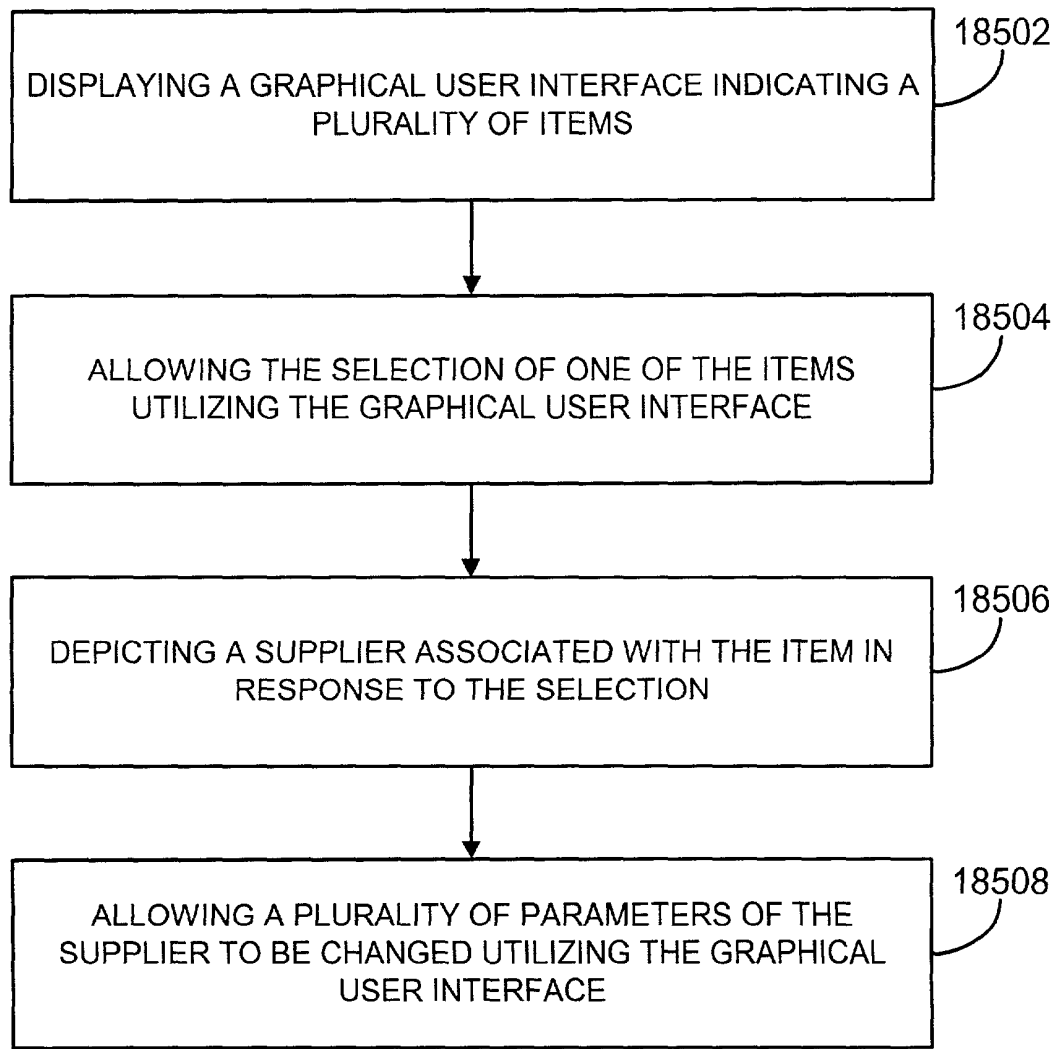 18502
DISPLAYING A GRAPHICAL USER INTERFACE INDICATING A
PLURALITY OF ITEMS
18504
ALLOWING THE SELECTION OF ONE OF THE ITEMS
UTILIZING THE GRAPHICAL USER INTERFACE
18506
DEPICTING A SUPPLIER ASSOCIATED WITH THE ITEM IN
RESPONSE TO THE SELECTION
18508
ALLOWING A PLURALITY OF PARAMETERS OF THE
SUPPLIER TO BE CHANGED UTILIZING THE GRAPHICAL
USER INTERFACE